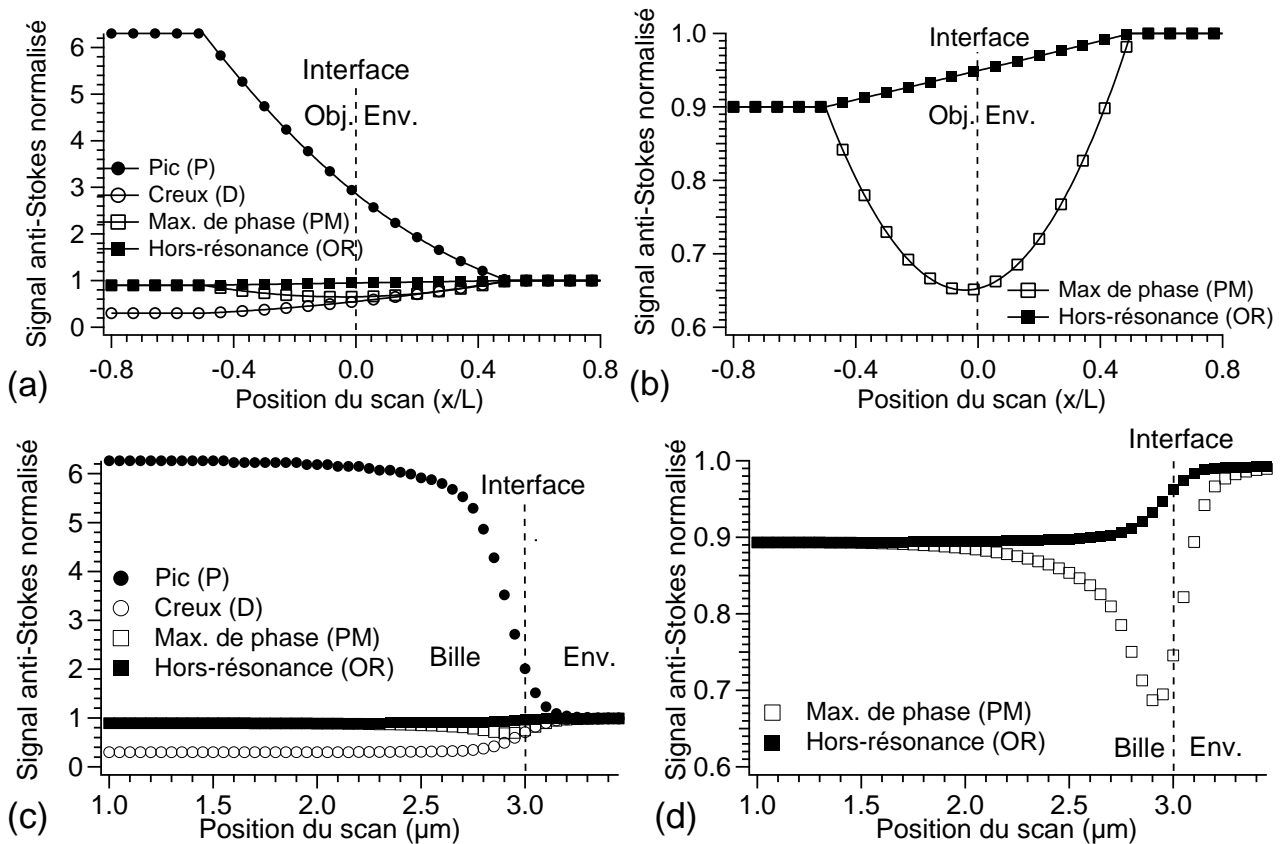 Signal anti-Stokes normalisé
6
5
4
3
2
1
0
Interface
Obj. Env.
Pic (P)
Creux (D)
Max. de phase (PM)
Hors-résonance (OR)
-0.8 -0.4 0.0 0.4 0.8
Position du scan (x/L)
(a)
Signal anti-Stokes normalisé
1.0
0.9
0.8
0.7
0.6
Interface
Obj. Env.
Max de phase (PM)
Hors-résonance (OR)
-0.8 -0.4 0.0 0.4 0.8
Position du scan (x/L)
(b)
Signal anti-Stokes normalisé
6
5
4
3
2
1
0
Interface
Pic (P)
Creux (D)
Max. de phase (PM)
Hors-résonance (OR)
Bille Env.
1.0 1.5 2.0 2.5 3.0
Position du scan (µm)
(c)
Signal anti-Stokes normalisé
1.0
0.9
0.8
0.7
0.6
Interface
Max. de phase (PM)
Hors-résonance (OR)
Bille Env.
1.0 1.5 2.0 2.5 3.0
Position du scan (µm)
(d)